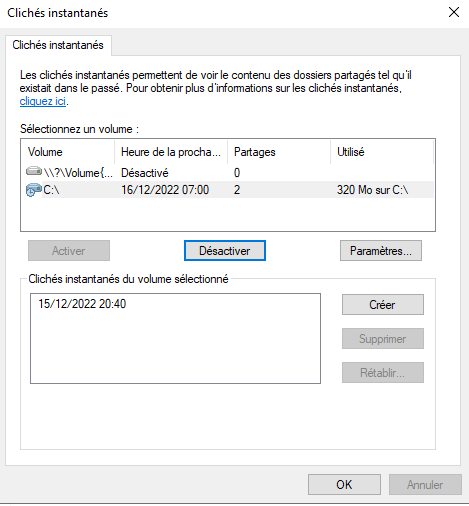 Clichés instantanés
Clichés instantanés
Les clichés instantanés permettent de voir le contenu des dossiers partagés tel qu'il
existait dans le passé. Pour obtenir plus d'informations sur les clichés instantanés,
cliquez ici.
Sélectionnez un volume :
Volume Heure de la procha... Partages Utilisé
\\?\Volume{... Désactivé 0
C:\ 16/12/2022 07:00 2 320 Mo sur C:\
Activer Désactiver Paramètres...
Clichés instantanés du volume sélectionné
15/12/2022 20:40
Créer
Supprimer
Rétablir...
OK Annuler